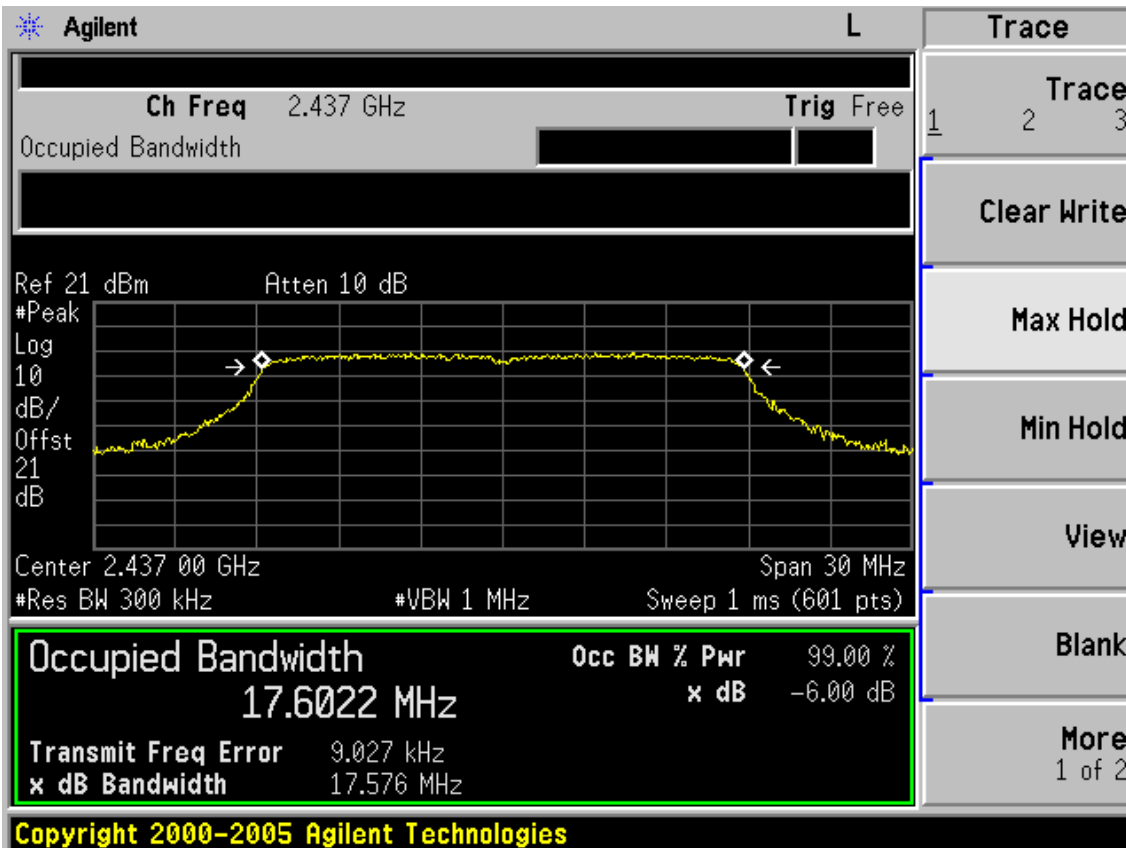 Agilent L Trace
Ch Freq 2.437 GHz Trig Free
Occupied Bandwidth
Trace
1 2 3
Clear Write
Max Hold
Min Hold
View
Blank
More
1 of 2
Ref 21 dBm Atten 10 dB
#Peak
Log
10
dB/
Offst
21
dB
Center 2.437 00 GHz Span 30 MHz
#Res BW 300 kHz #VBW 1 MHz Sweep 1 ms (601 pts)
Occupied Bandwidth
17.6022 MHz
Occ BW % Pwr 99.00 %
x dB -6.00 dB
Transmit Freq Error 9.027 kHz
x dB Bandwidth 17.576 MHz
Copyright 2000-2005 Agilent Technologies